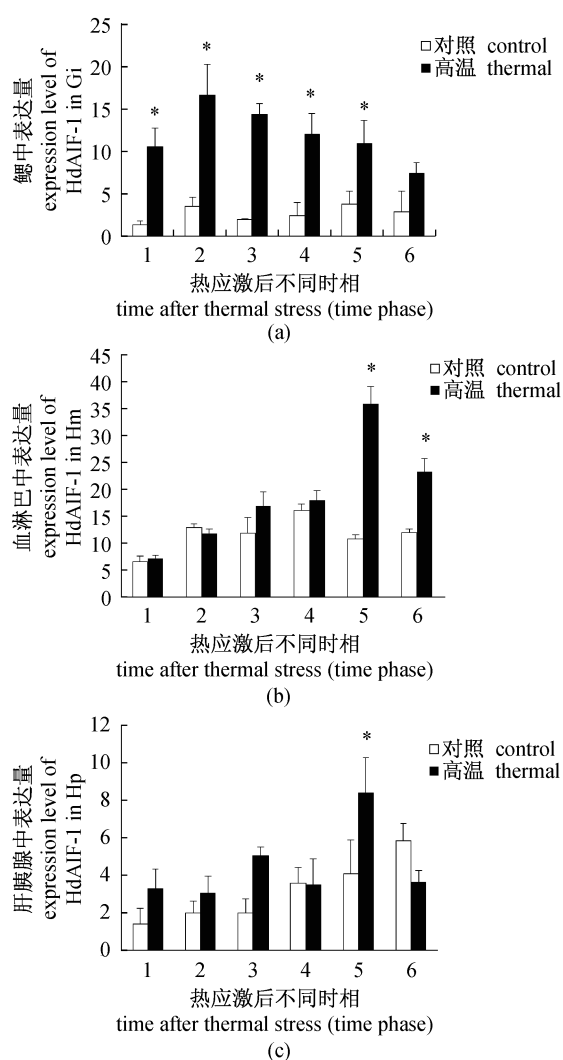 鳃中表达量
expression level of
HdAIF-1 in Gi
25
20
15
10
5
0
* * * * *
□对照 control
■高温 thermal
1 2 3 4 5 6
热应激后不同时相
time after thermal stress (time phase)
(a)
血淋巴中表达量
expression level of
HdAIF-1 in Hm
45
40
35
30
25
20
15
10
5
0
* *
□对照 control
■高温 thermal
1 2 3 4 5 6
热应激后不同时相
time after thermal stress (time phase)
(b)
肝胰腺中表达量
expression level of
HdAIF-1 in Hp
12
10
8
6
4
2
0
*
□对照 control
■高温 thermal
1 2 3 4 5 6
热应激后不同时相
time after thermal stress (time phase)
(c)